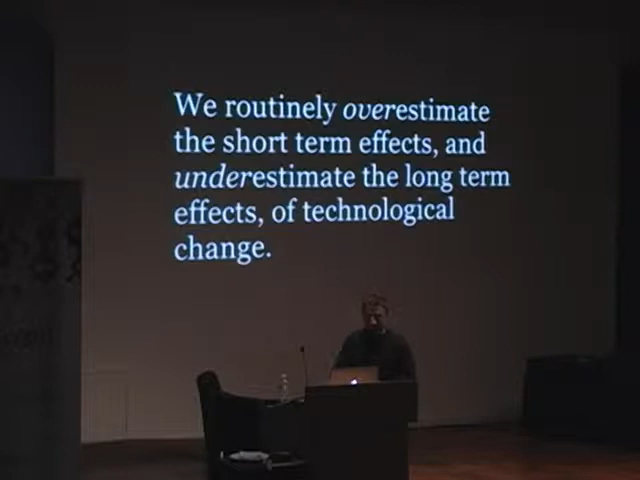 We routinely overestimate
the short term effects, and
underestimate the long term
effects, of technological
change.